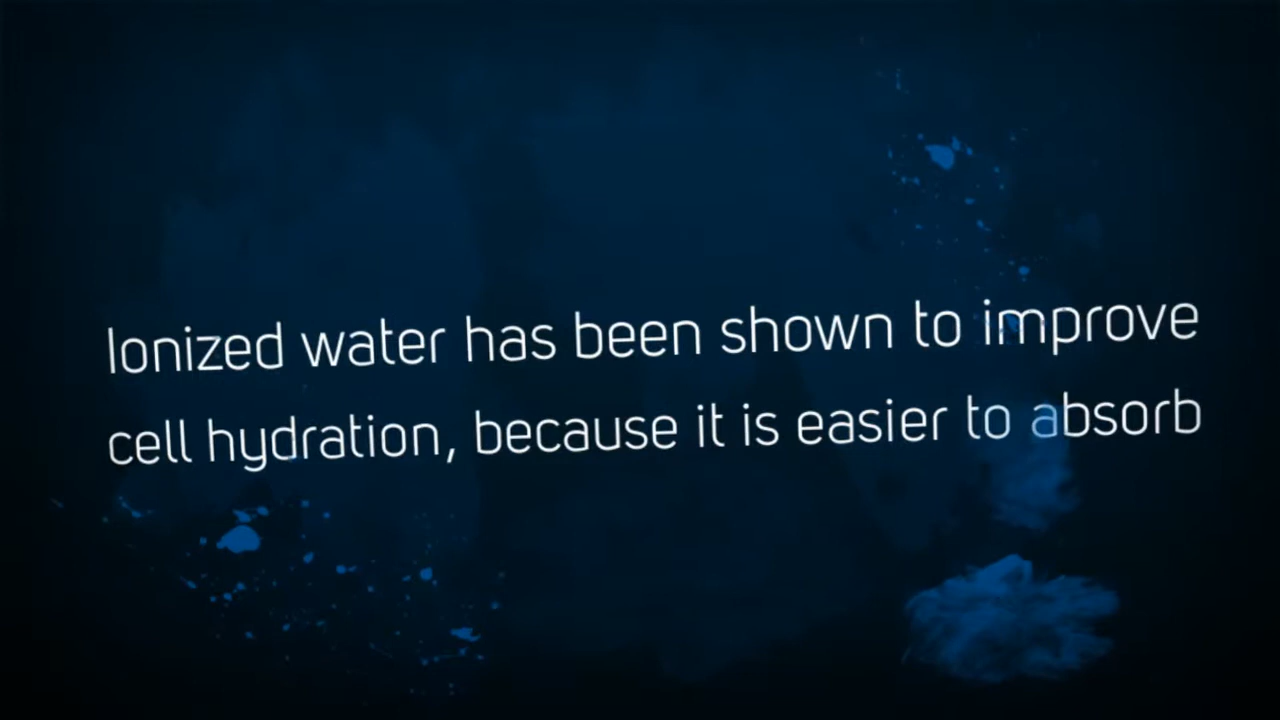 Ionized water has been shown to improve
cell hydration, because it is easier to absorb